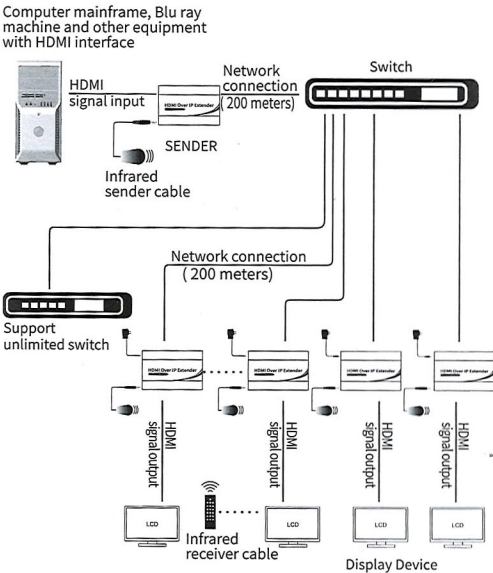 Computer mainframe, Blu ray
machine and other equipment
with HDMI interface
HDMI
signal input
HDMI Over IP Extender
SENDER
Infrared
sender cable
Network
connection
( 200 meters)
Switch
Network connection
( 200 meters)
Support
unlimited switch
HDMI Over IP Extender
HDMI Over IP Extender
HDMI Over IP Extender
HDMI Over IP Extender
HDMI
signal output
HDMI
signal output
HDMI
signal output
HDMI
signal output
LCD
LCD
LCD
LCD
Infrared
receiver cable
Display Device